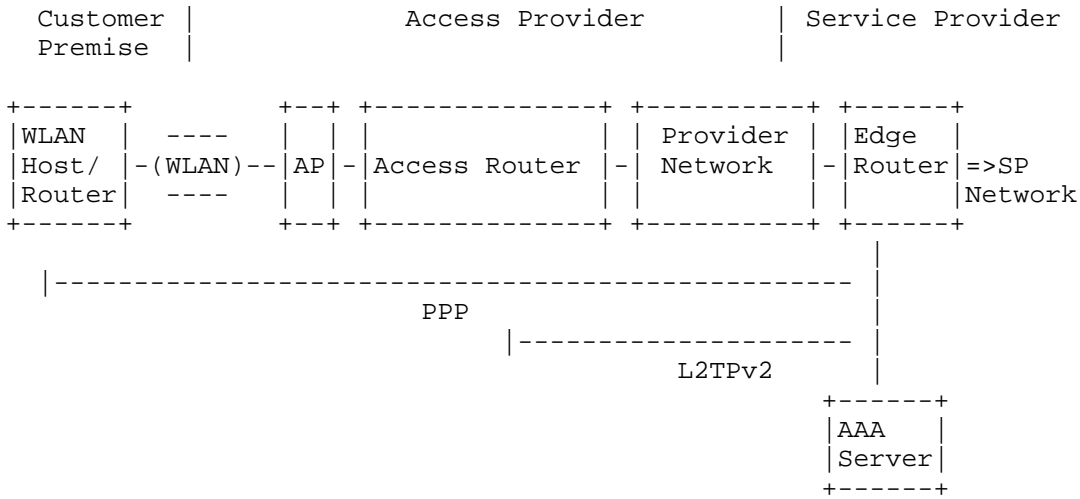 Customer | Access Provider | Service Provider
Premise | |
+------+ +--+ +--------------+ +----------+ +------+
|WLAN | ---- | | | | | Provider | |Edge |
|Host/ |-(WLAN)--|AP|-|Access Router |-| Network |-|Router|=>SP
|Router| ---- | | | | | | | |Network
+------+ +--+ +--------------+ +----------+ +------+
|
|-------------------------------------------------- |
PPP |
|--------------------- |
L2TPv2 |
+------+
|AAA |
|Server|
+------+